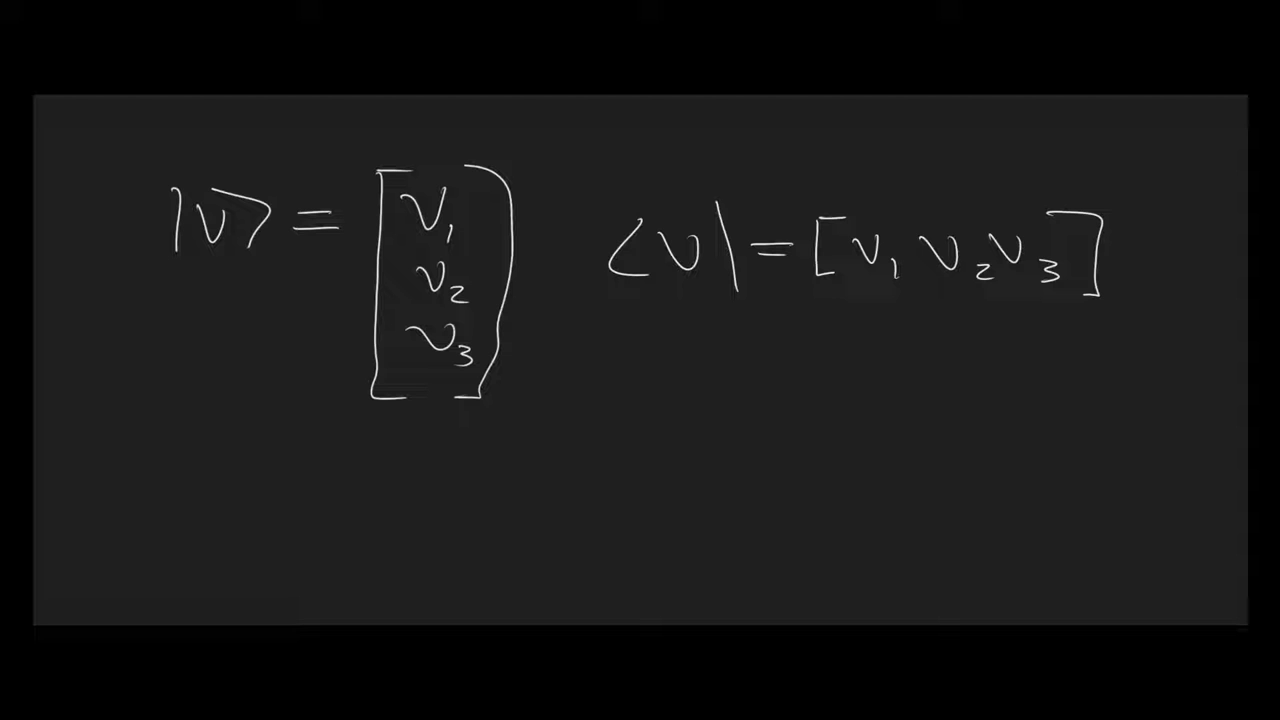 |v> = [v₁ v₂ v₃]
<v| = [v₁ v₂ v₃]